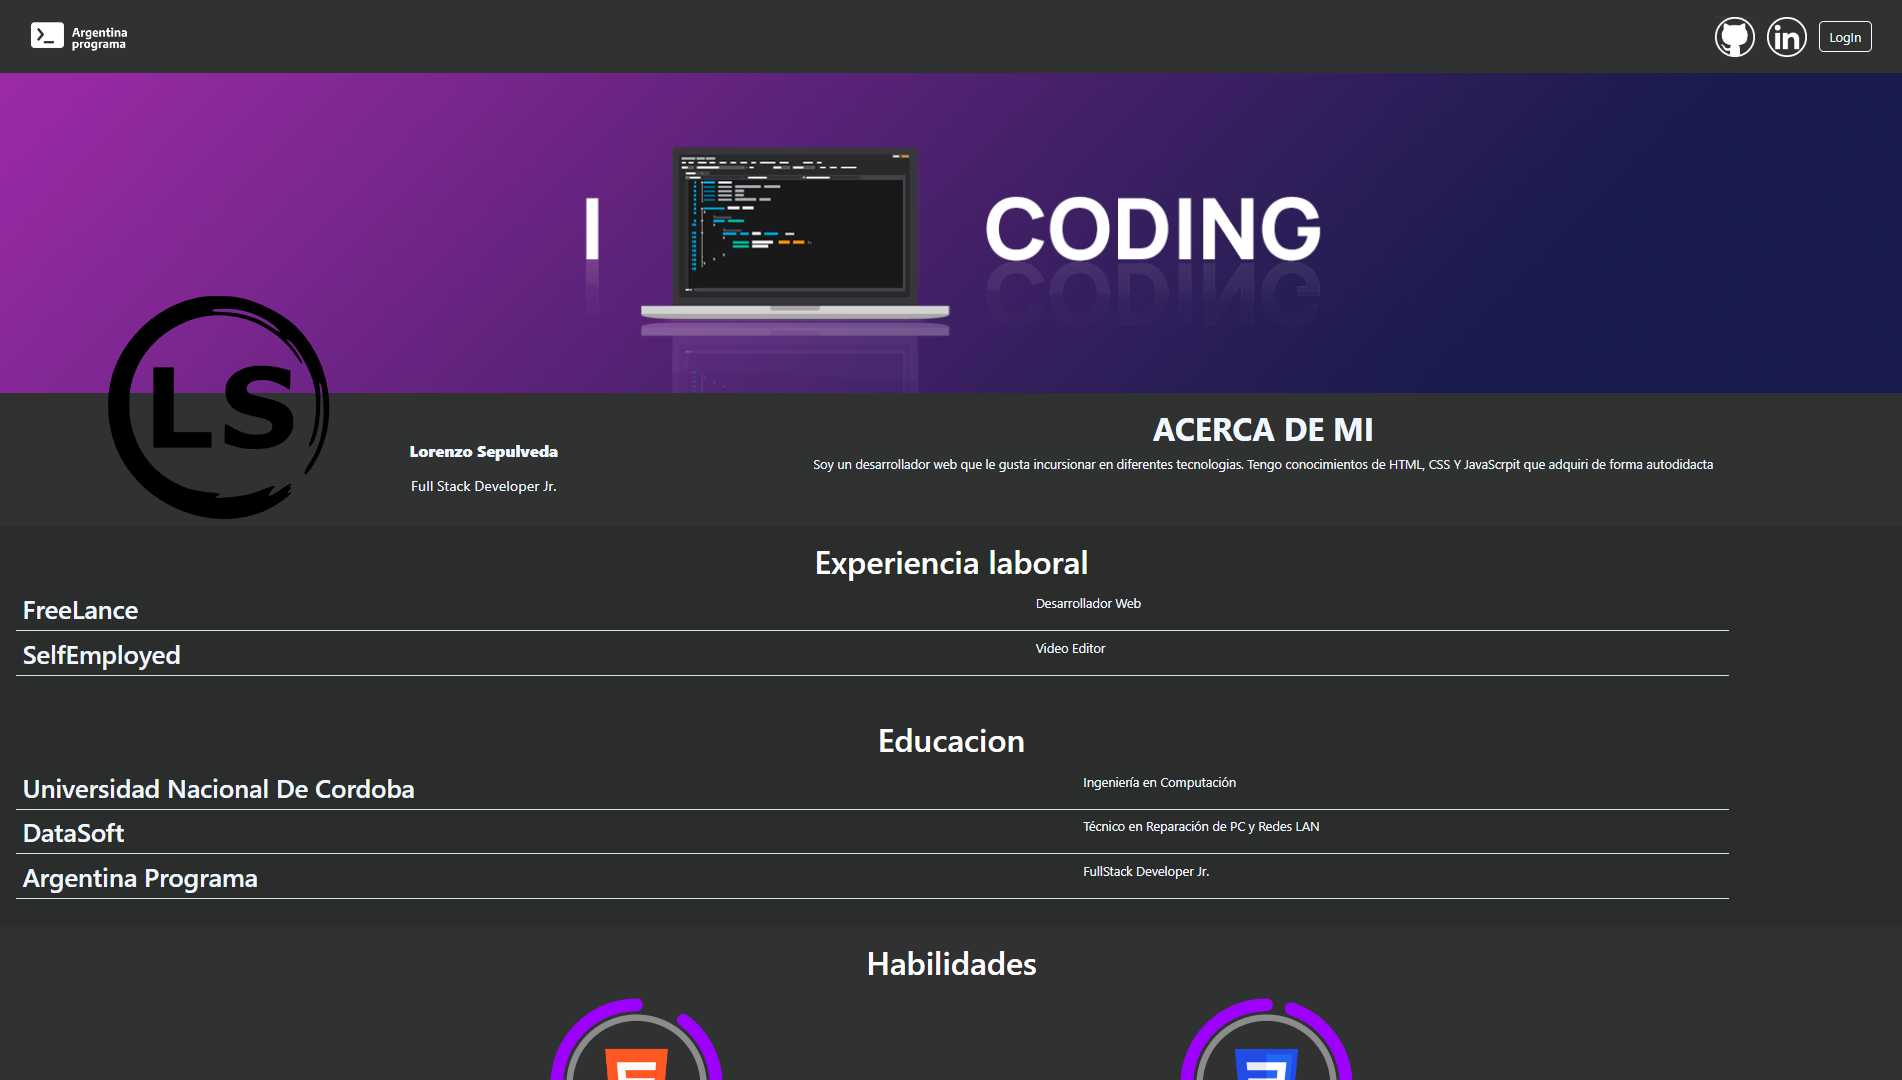 Argentina
programa
LogIn
I CODING
LS
Lorenzo Sepulveda
Full Stack Developer Jr.
ACERCA DE MI
Soy un desarrollador web que le gusta incursionar en diferentes tecnologias. Tengo conocimientos de HTML, CSS Y JavaScrpit que adquiri de forma autodidacta
Experiencia laboral
FreeLance
Desarrollador Web
SelfEmployed
Video Editor
Educacion
Universidad Nacional De Cordoba
Ingeniería en Computación
DataSoft
Técnico en Reparación de PC y Redes LAN
Argentina Programa
FullStack Developer Jr.
Habilidades